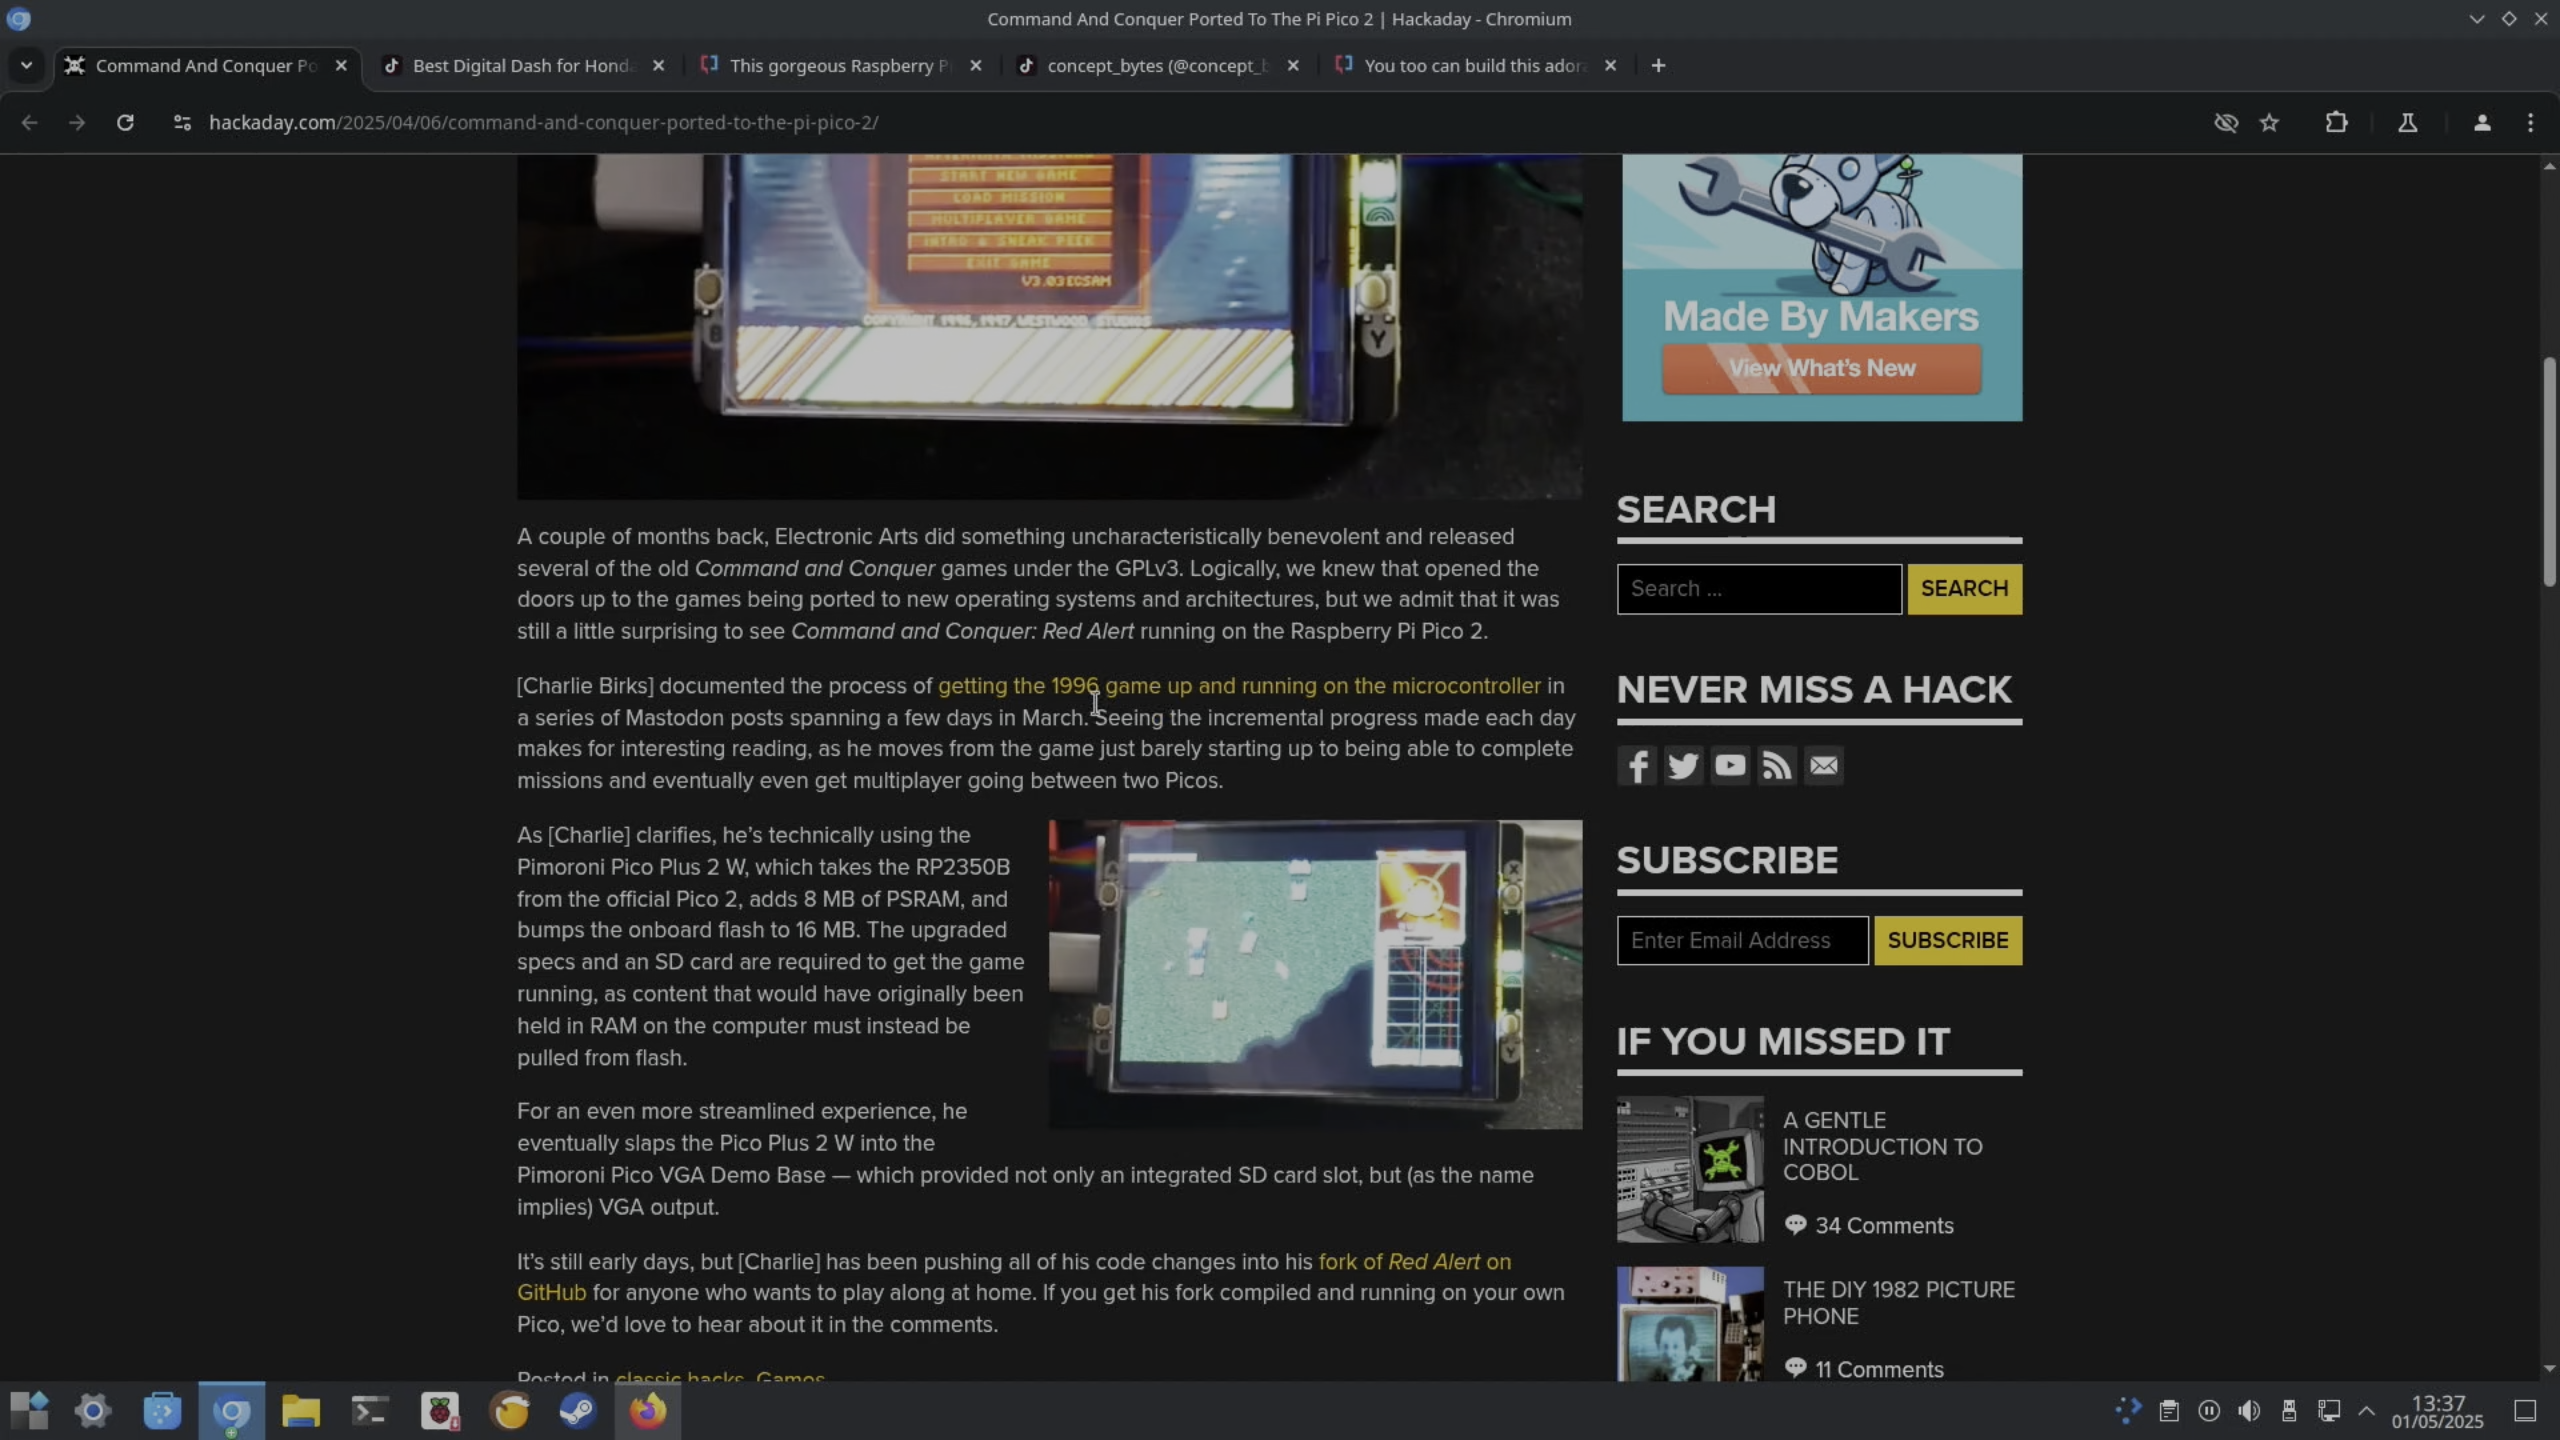 Command And Conquer Ported To The Pi Pico 2 | Hackaday - Chromium
Command And Conquer Po
Best Digital Dash for Honda
This gorgeous Raspberry P
concept_bytes (@concept_b
You too can build this adora
hackaday.com/2025/04/06/command-and-conquer-ported-to-the-pi-pico-2/
START NEW GAME
LOAD MISSION
MULTIPLAYER GAME
INTRO & SNEAK PEEK
EXIT GAME
COPYRIGHT 1996, 1997 WESTWOOD STUDIOS
Y
A couple of months back, Electronic Arts did something uncharacteristically benevolent and released
several of the old Command and Conquer games under the GPLv3. Logically, we knew that opened the
doors up to the games being ported to new operating systems and architectures, but we admit that it was
still a little surprising to see Command and Conquer: Red Alert running on the Raspberry Pi Pico 2.
[Charlie Birks] documented the process of getting the 1996 game up and running on the microcontroller in
a series of Mastodon posts spanning a few days in March. Seeing the incremental progress made each day
makes for interesting reading, as he moves from the game just barely starting up to being able to complete
missions and eventually even get multiplayer going between two Picos.
As [Charlie] clarifies, he's technically using the
Pimoroni Pico Plus 2 W, which takes the RP2350B
from the official Pico 2, adds 8 MB of PSRAM, and
bumps the onboard flash to 16 MB. The upgraded
specs and an SD card are required to get the game
running, as content that would have originally been
held in RAM on the computer must instead be
pulled from flash.
For an even more streamlined experience, he
eventually slaps the Pico Plus 2 W into the
Pimoroni Pico VGA Demo Base — which provided not only an integrated SD card slot, but (as the name
implies) VGA output.
It's still early days, but [Charlie] has been pushing all of his code changes into his fork of Red Alert on
GitHub for anyone who wants to play along at home. If you get his fork compiled and running on your own
Pico, we'd love to hear about it in the comments.
Posted in classic hacks, Games
Made By Makers
View What's New
SEARCH
Search ...
SEARCH
NEVER MISS A HACK
SUBSCRIBE
Enter Email Address
SUBSCRIBE
IF YOU MISSED IT
A GENTLE
INTRODUCTION TO
COBOL
34 Comments
THE DIY 1982 PICTURE
PHONE
11 Comments
13:37
01/05/2025